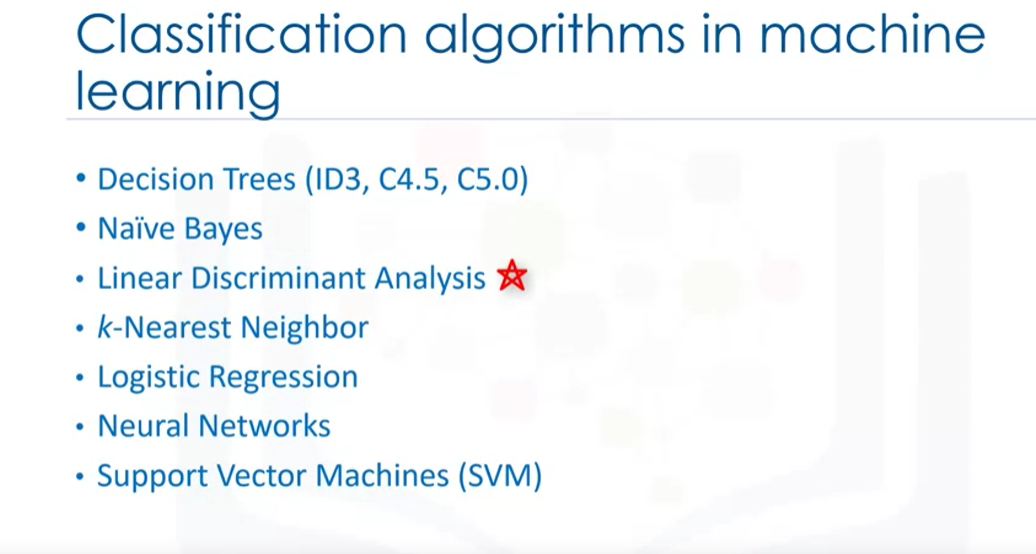 Classification algorithms in machine
learning
• Decision Trees (ID3, C4.5, C5.0)
• Naïve Bayes
• Linear Discriminant Analysis
• k-Nearest Neighbor
• Logistic Regression
• Neural Networks
• Support Vector Machines (SVM)